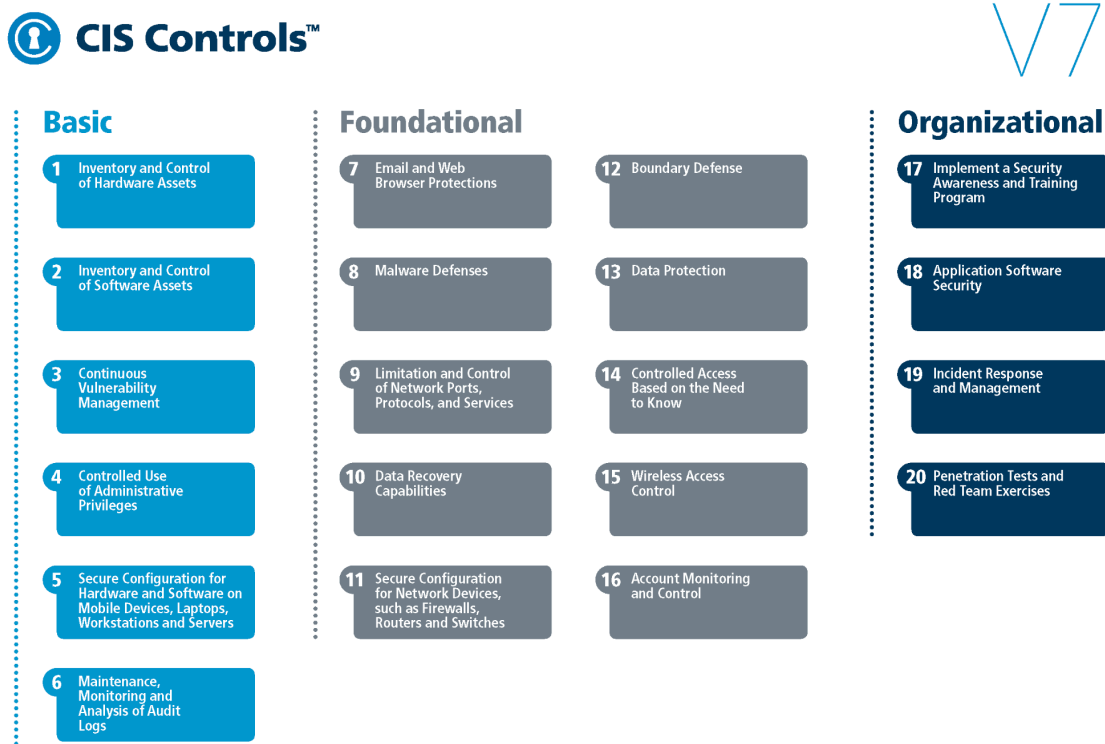 CIS Controls™
V7
Basic
1 Inventory and Control
of Hardware Assets
2 Inventory and Control
of Software Assets
3 Continuous
Vulnerability
Management
4 Controlled Use
of Administrative
Privileges
5 Secure Configuration for
Hardware and Software on
Mobile Devices, Laptops,
Workstations and Servers
6 Maintenance,
Monitoring and
Analysis of Audit
Logs
Foundational
7 Email and Web
Browser Protections
8 Malware Defenses
9 Limitation and Control
of Network Ports,
Protocols, and Services
10 Data Recovery
Capabilities
11 Secure Configuration
for Network Devices,
such as Firewalls,
Routers and Switches
12 Boundary Defense
13 Data Protection
14 Controlled Access
Based on the Need
to Know
15 Wireless Access
Control
16 Account Monitoring
and Control
Organizational
17 Implement a Security
Awareness and Training
Program
18 Application Software
Security
19 Incident Response
and Management
20 Penetration Tests and
Red Team Exercises